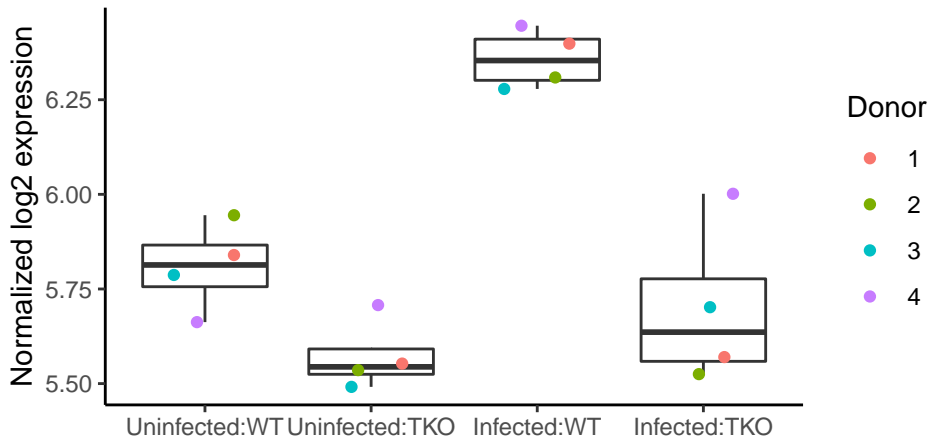 Normalized log2 expression
6.25
6.00
5.75
5.50
Uninfected:WT
Uninfected:TKO
Infected:WT
Infected:TKO
Donor
1
2
3
4